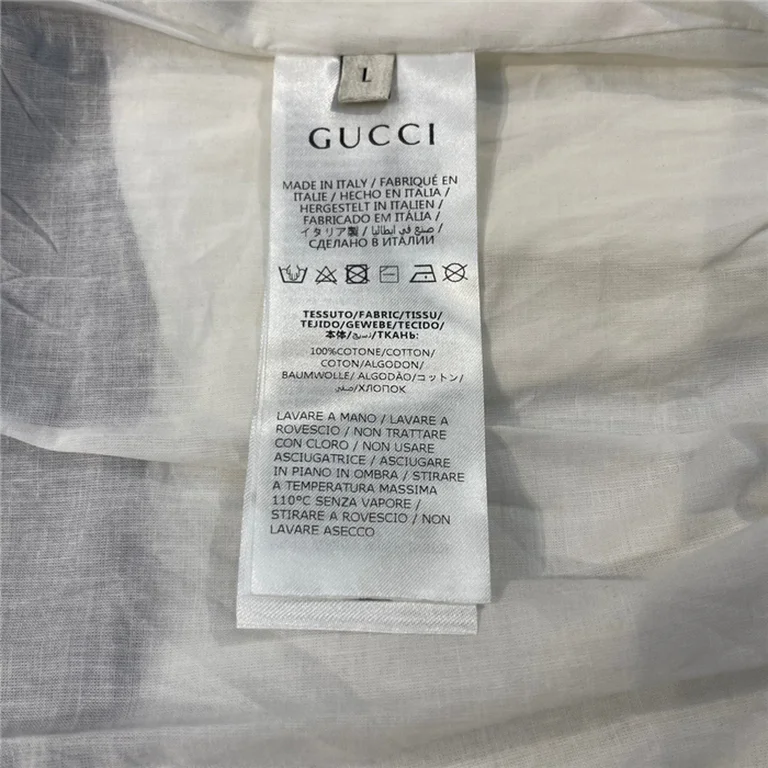 L
GUCCI
MADE IN ITALY / FABRIQUÉ EN
ITALIE / HECHO EN ITALIA /
HERGESTELT IN ITALIEN /
FABRICADO EM ITÁLIA /
イタリア製 / صنع في ايطاليا /
СДЕЛАНО В ИТАЛИИ
TESSUTO/FABRIC/TISSU/
TEJIDO/GEWEBE/TECIDO/
本体/نسيج/ТКАНЬ:
100%COTONE/COTTON/
COTON/ALGODON/
BAUMWOLLE/ ALGODÃO/コットン/
/ХЛОПОК
LAVARE A MANO / LAVARE A
ROVESCIO / NON TRATTARE
CON CLORO / NON USARE
ASCIUGATRICE / ASCIUGARE
IN PIANO IN OMBRA / STIRARE
A TEMPERATURA MASSIMA
110°C SENZA VAPORE /
STIRARE A ROVESCIO / NON
LAVARE ASECCO